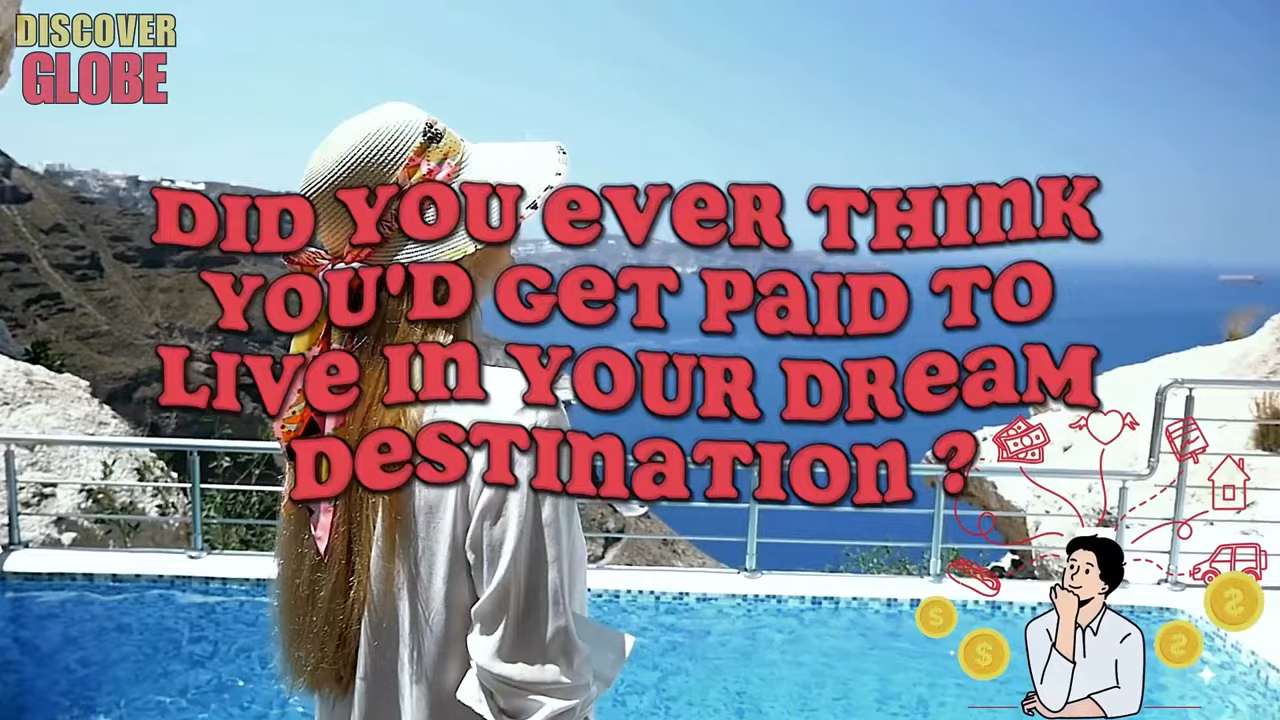 DISCOVER
GLOBE
DID YOU EVER THINK
YOU'D GET PAID TO
LIVE IN YOUR DREAM
DESTINATION ?